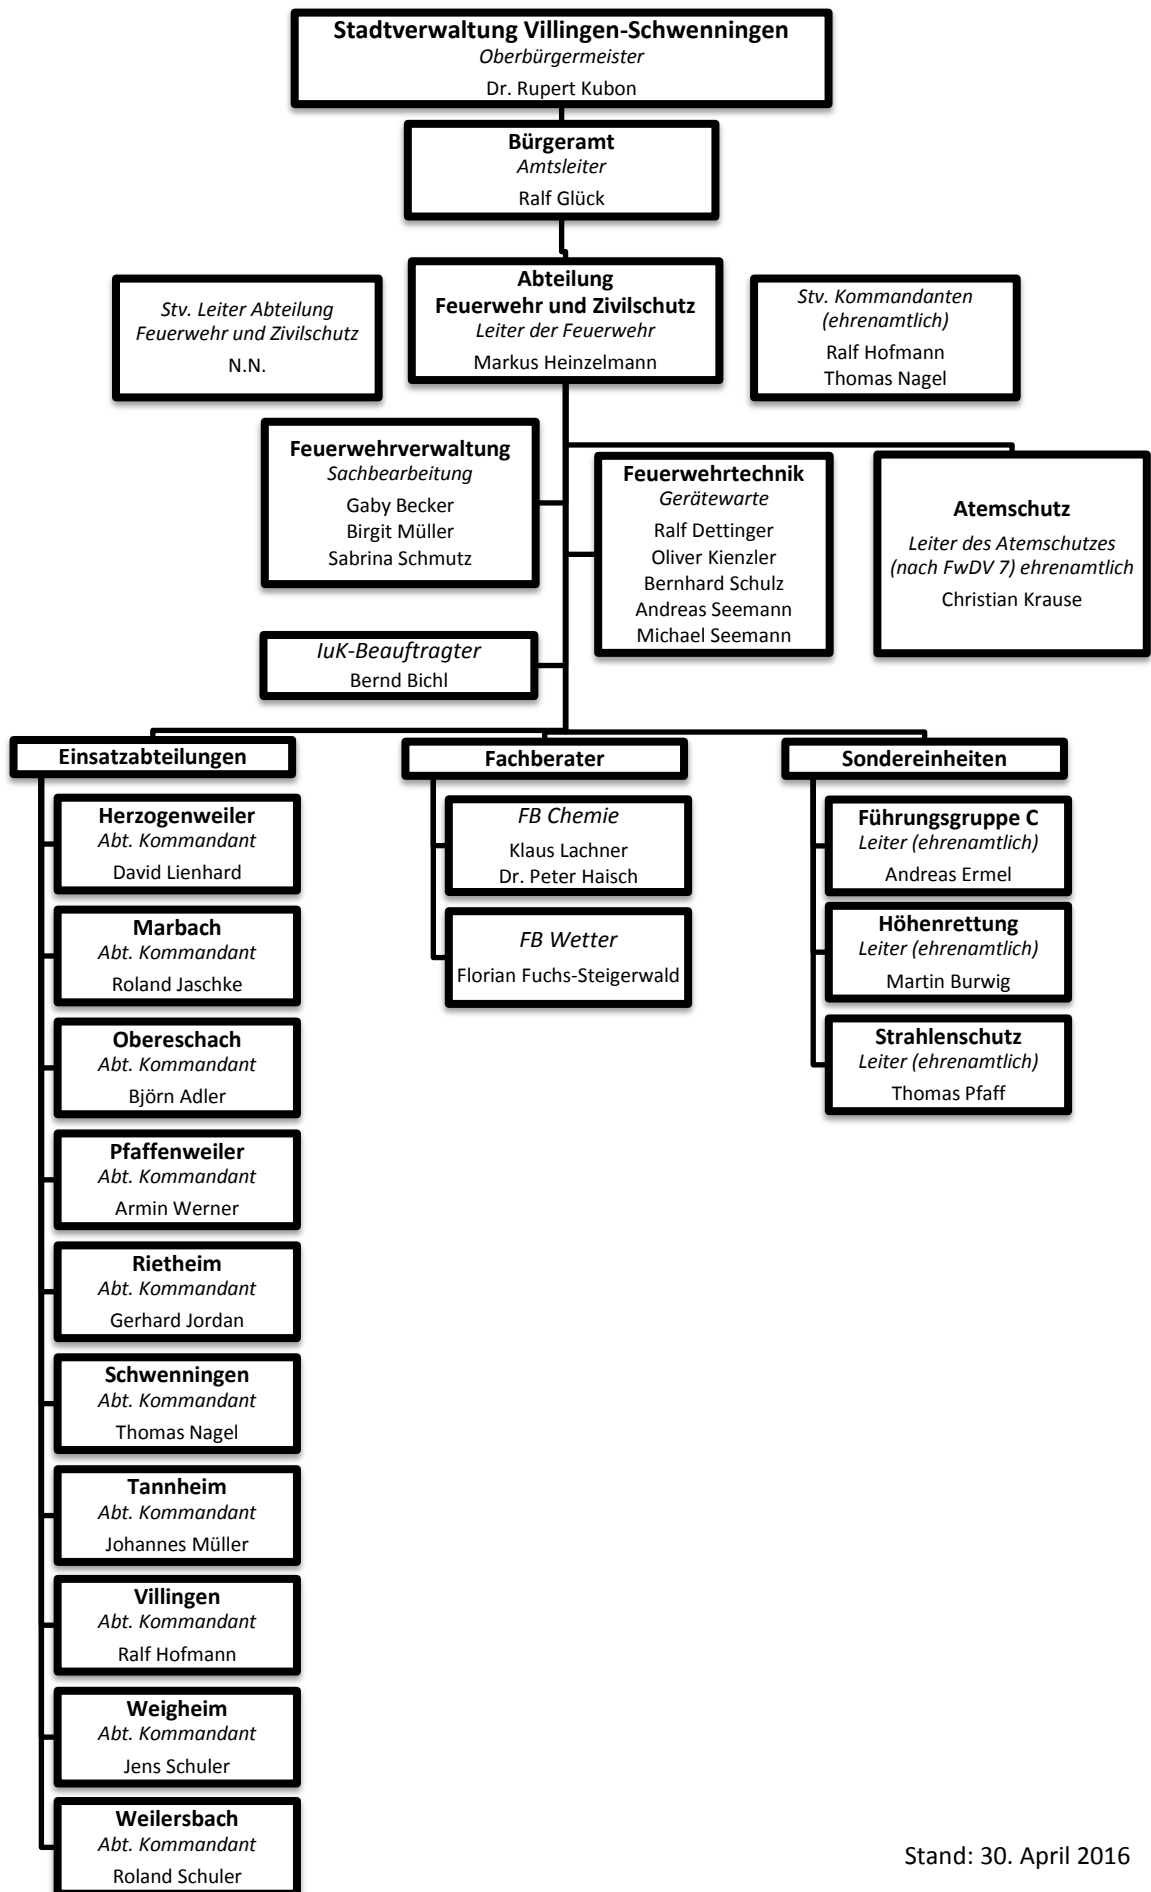 Stadtverwaltung Villingen-Schwenningen
Oberbürgermeister
Dr. Rupert Kubon
Bürgeramt
Amtsleiter
Ralf Glück
Stv. Leiter Abteilung
Feuerwehr und Zivilschutz
N.N.
Abteilung
Feuerwehr und Zivilschutz
Leiter der Feuerwehr
Markus Heinzelmann
Stv. Kommandanten
(ehrenamtlich)
Ralf Hofmann
Thomas Nagel
Feuerwehrverwaltung
Sachbearbeitung
Gaby Becker
Birgit Müller
Sabrina Schmutz
Feuerwehrtechnik
Gerätewarte
Ralf Dettinger
Oliver Kienzler
Bernhard Schulz
Andreas Seemann
Michael Seemann
Atemschutz
Leiter des Atemschutzes
(nach FwDV 7) ehrenamtlich
Christian Krause
IuK-Beauftragter
Bernd Bichl
Einsatzabteilungen
Herzogenweiler
Abt. Kommandant
David Lienhard
Marbach
Abt. Kommandant
Roland Jaschke
Obereschach
Abt. Kommandant
Björn Adler
Pfaffenweiler
Abt. Kommandant
Armin Werner
Rietheim
Abt. Kommandant
Gerhard Jordan
Schwenningen
Abt. Kommandant
Thomas Nagel
Tannheim
Abt. Kommandant
Johannes Müller
Villingen
Abt. Kommandant
Ralf Hofmann
Weigheim
Abt. Kommandant
Jens Schuler
Weilersbach
Abt. Kommandant
Roland Schuler
Fachberater
FB Chemie
Klaus Lachner
Dr. Peter Haisch
FB Wetter
Florian Fuchs-Steigerwald
Sondereinheiten
Führungsgruppe C
Leiter (ehrenamtlich)
Andreas Ermel
Höhenrettung
Leiter (ehrenamtlich)
Martin Burwig
Strahlenschutz
Leiter (ehrenamtlich)
Thomas Pfaff
Stand: 30. April 2016